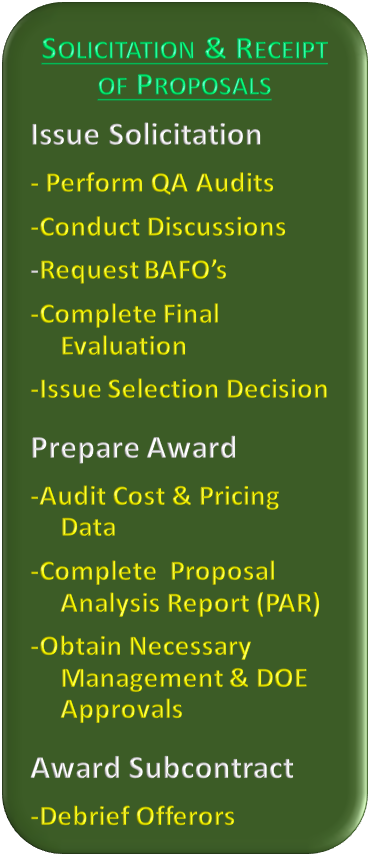 SOLICITATION & RECEIPT
OF PROPOSALS
Issue Solicitation
- Perform QA Audits
-Conduct Discussions
-Request BAFO’s
-Complete Final
Evaluation
-Issue Selection Decision
Prepare Award
-Audit Cost & Pricing
Data
-Complete  Proposal
Analysis Report (PAR)
-Obtain Necessary
Management & DOE
Approvals
Award Subcontract
-Debrief Offerors